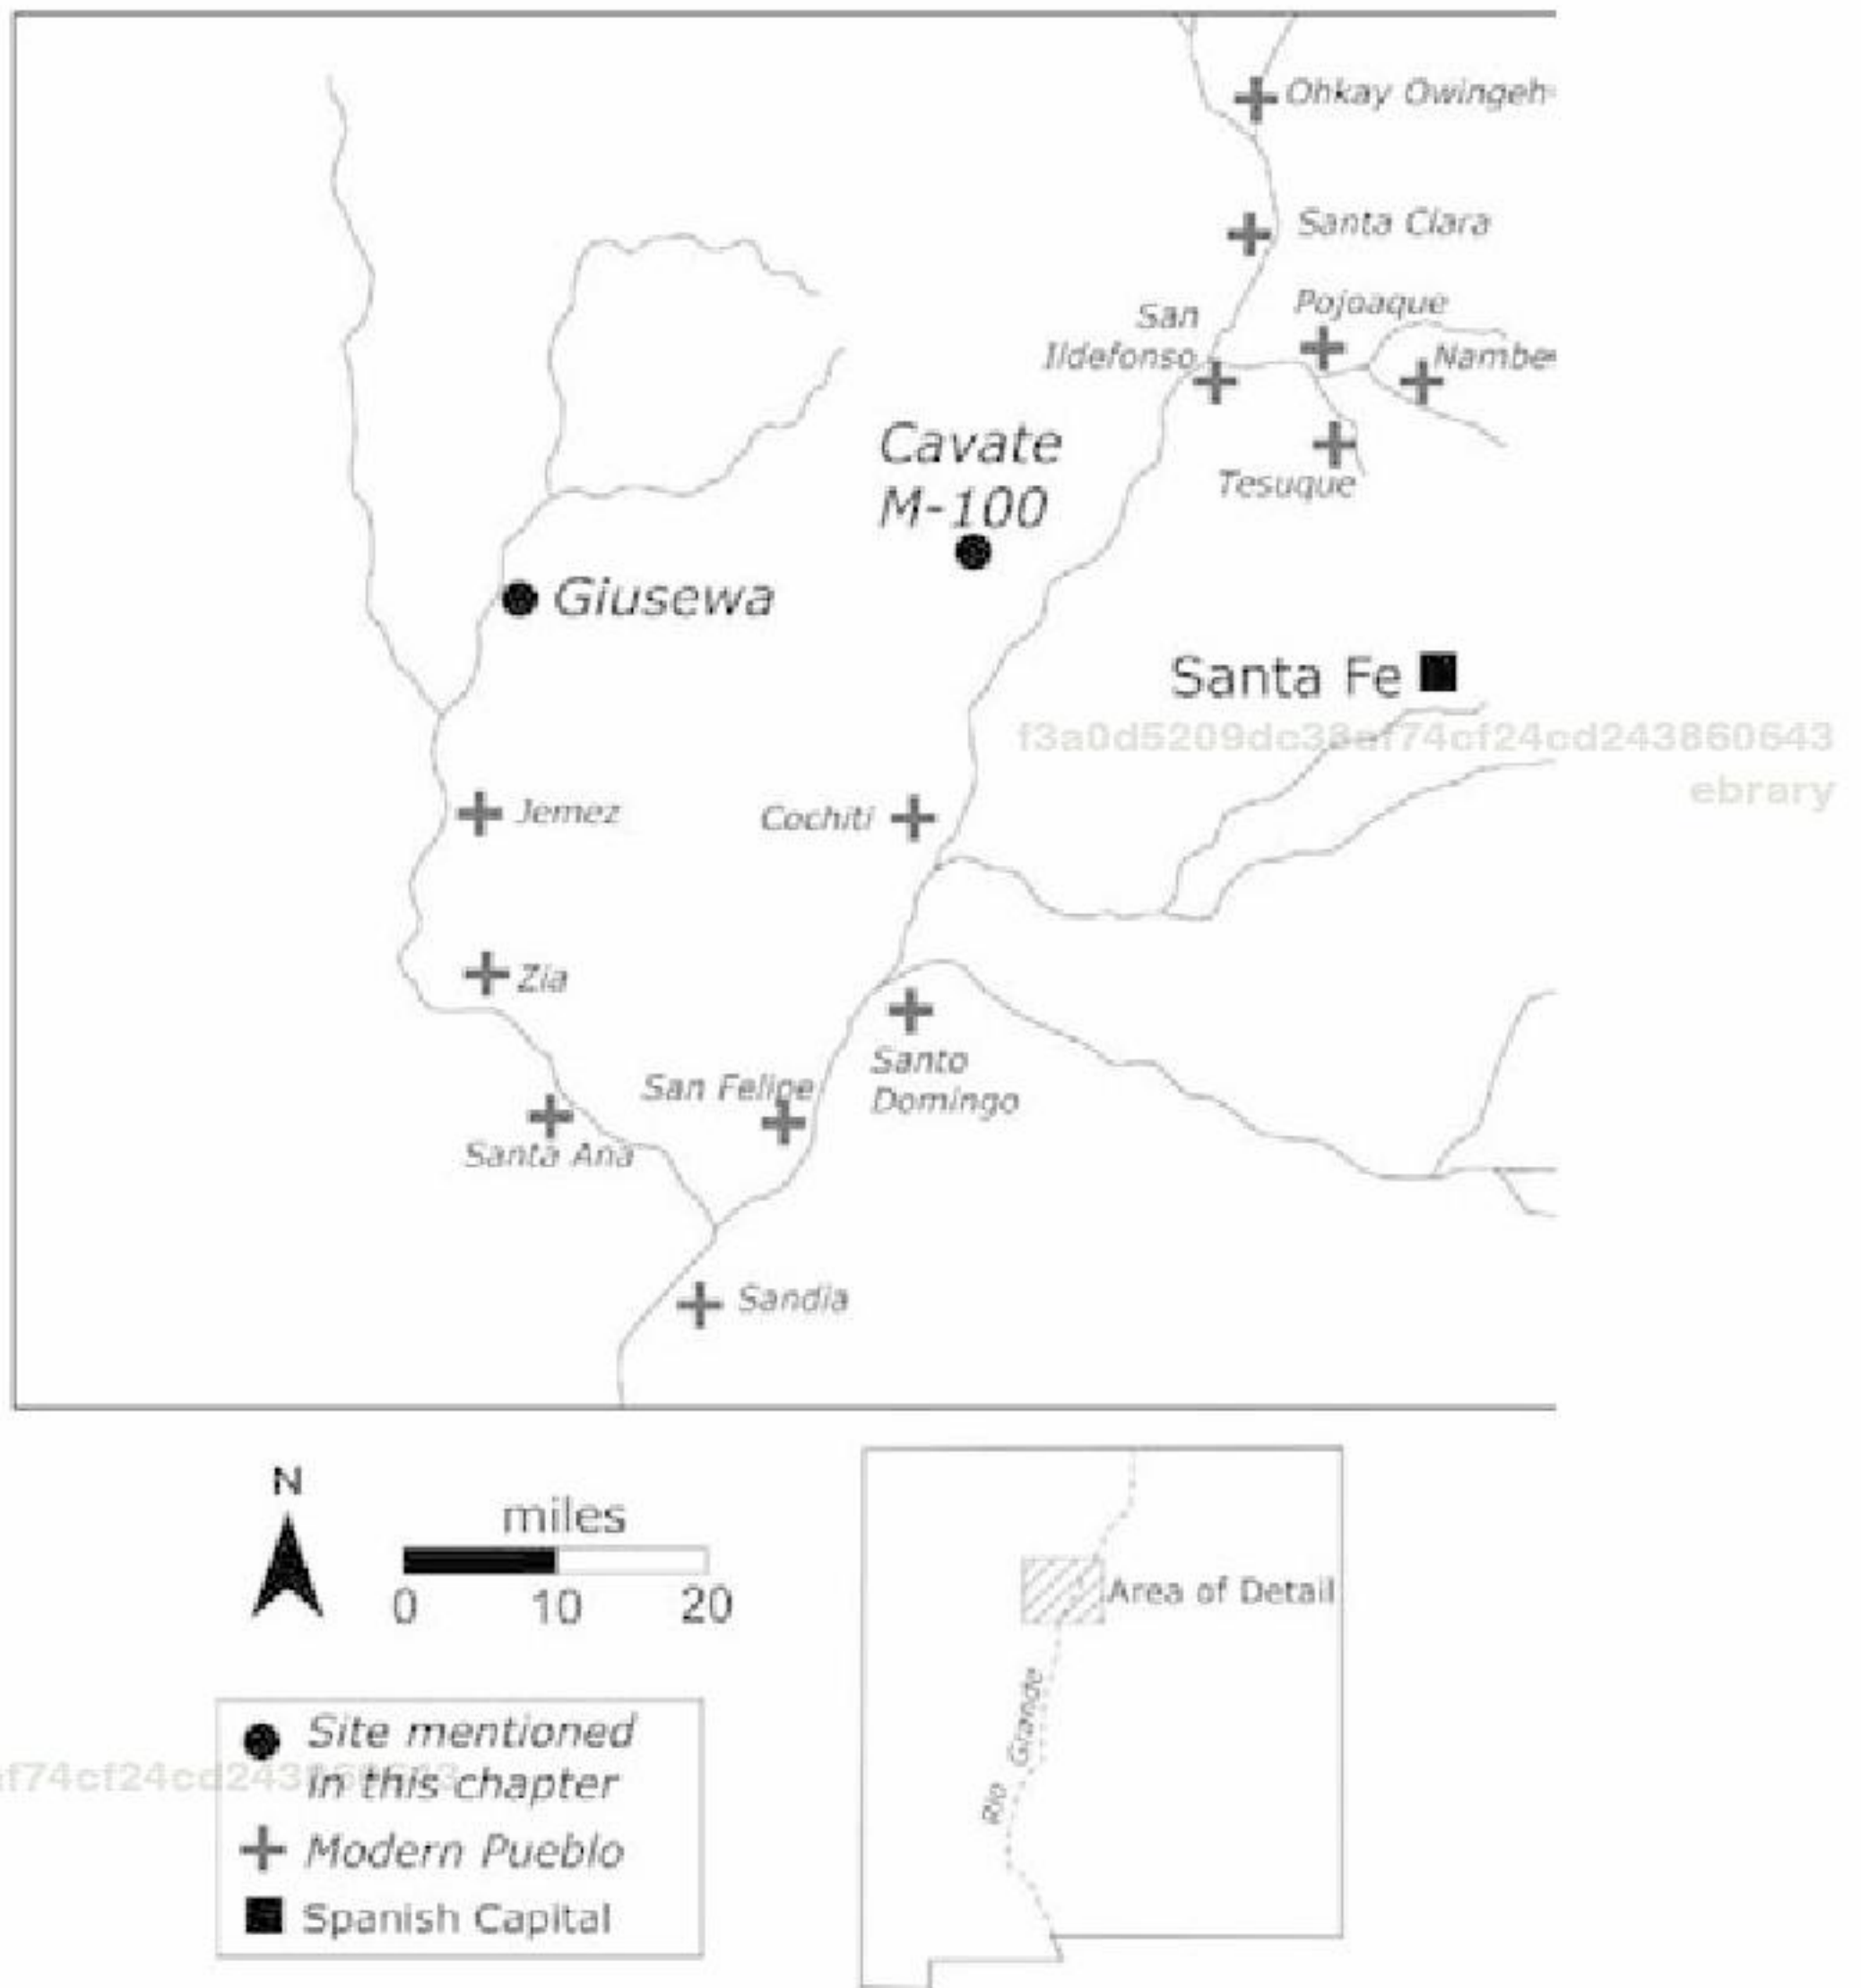 Ohkay Owingeh
Santa Clara
Pojoaque
San
Ildefonso
Nambe
Cavate
M-100
Tesuque
Giusewa
Santa Fe
f3a0d5209dc38af74cf24cd243860643
ebrary
Jemez
Cochiti
Zia
Santo
Domingo
San Felipe
Santa Ana
Sandia
N
miles
0 10 20
Area of Detail
Rio Grande
Site mentioned
in this chapter
Modern Pueblo
Spanish Capital